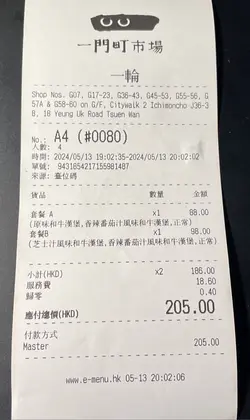 一門町市場
一輪
Shop Nos. G07, G17-23, G36-43, G45-53, G55-56, G
57A & G58-60 on G/F, Citywalk 2 Ichimoncho J36-3
8, 18 Yeung Uk Road Tsuen Wan
No.: A4 (#0080)
人數: 4
時間: 2024/05/13 19:02:35-2024/05/13 20:02:02
單號: 9431854217155981487
來源: 臺位碼
貨品 數量 金額
套餐 A x1 88.00
(原味和牛漢堡,香辣番茄汁風味和牛漢堡,正常)
套餐B x1 98.00
(芝士汁風味和牛漢堡,香辣番茄汁風味和牛漢堡,正常)
小計(HKD) x2 186.00
服務費 18.60
歸零 0.40
應付總價(HKD) 205.00
付款方式
Master 205.00
www.e-menu.hk 05-13 20:02:06